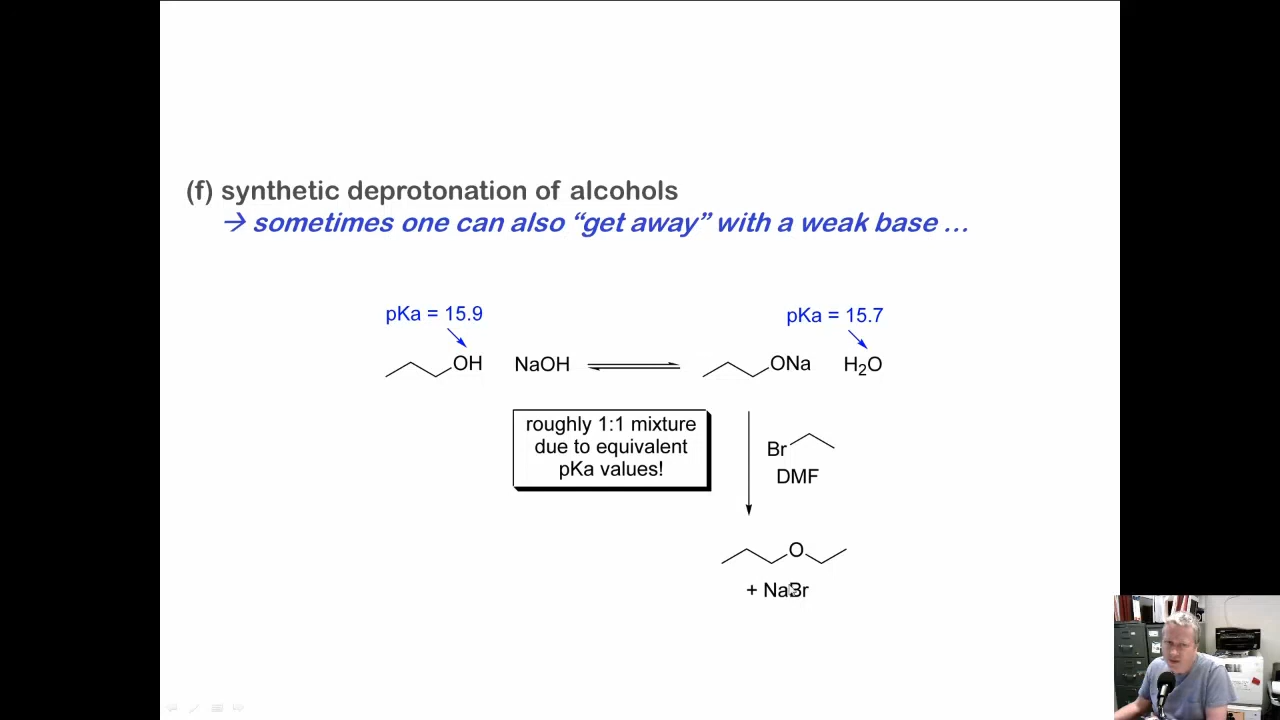 (f) synthetic deprotonation of alcohols
→ sometimes one can also “get away” with a weak base …
pKa = 15.9
pKa = 15.7
OH
NaOH
ONa
H₂O
roughly 1:1 mixture
due to equivalent
pKa values!
Br
DMF
O
+ NaBr